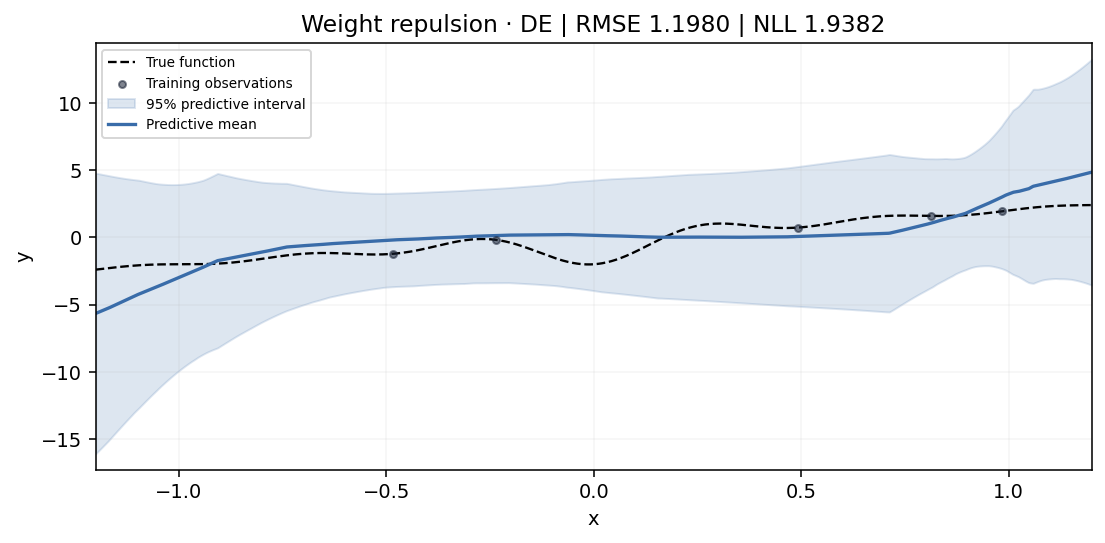 Weight repulsion · DE | RMSE 1.1980 | NLL 1.9382
True function
Training observations
95% predictive interval
Predictive mean
10
5
0
−5
−10
−15
y
−1.0 −0.5 0.0 0.5 1.0
x